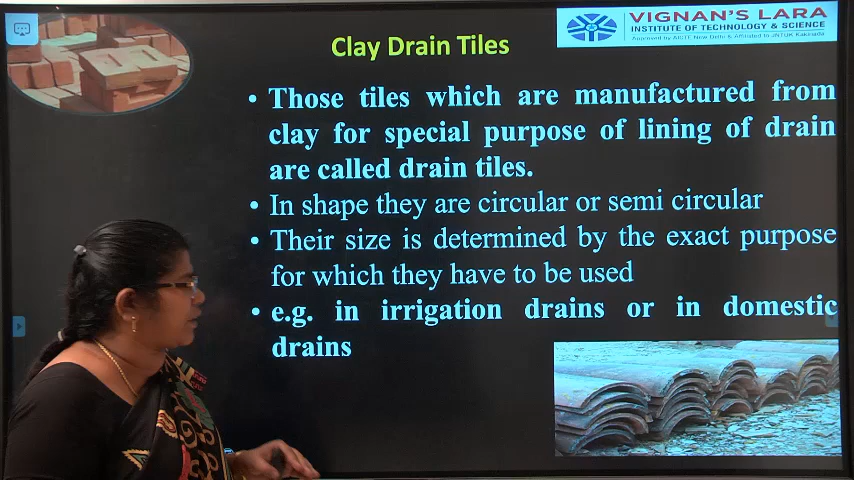 VIGNAN'S LARA
INSTITUTE OF TECHNOLOGY & SCIENCE
Approved by AICTE New Delhi & Affiliated to JNTUK Kakinada
Clay Drain Tiles
• Those tiles which are manufactured from
clay for special purpose of lining of drain
are called drain tiles.
• In shape they are circular or semi circular
• Their size is determined by the exact purpose
for which they have to be used
• e.g. in irrigation drains or in domestic
drains